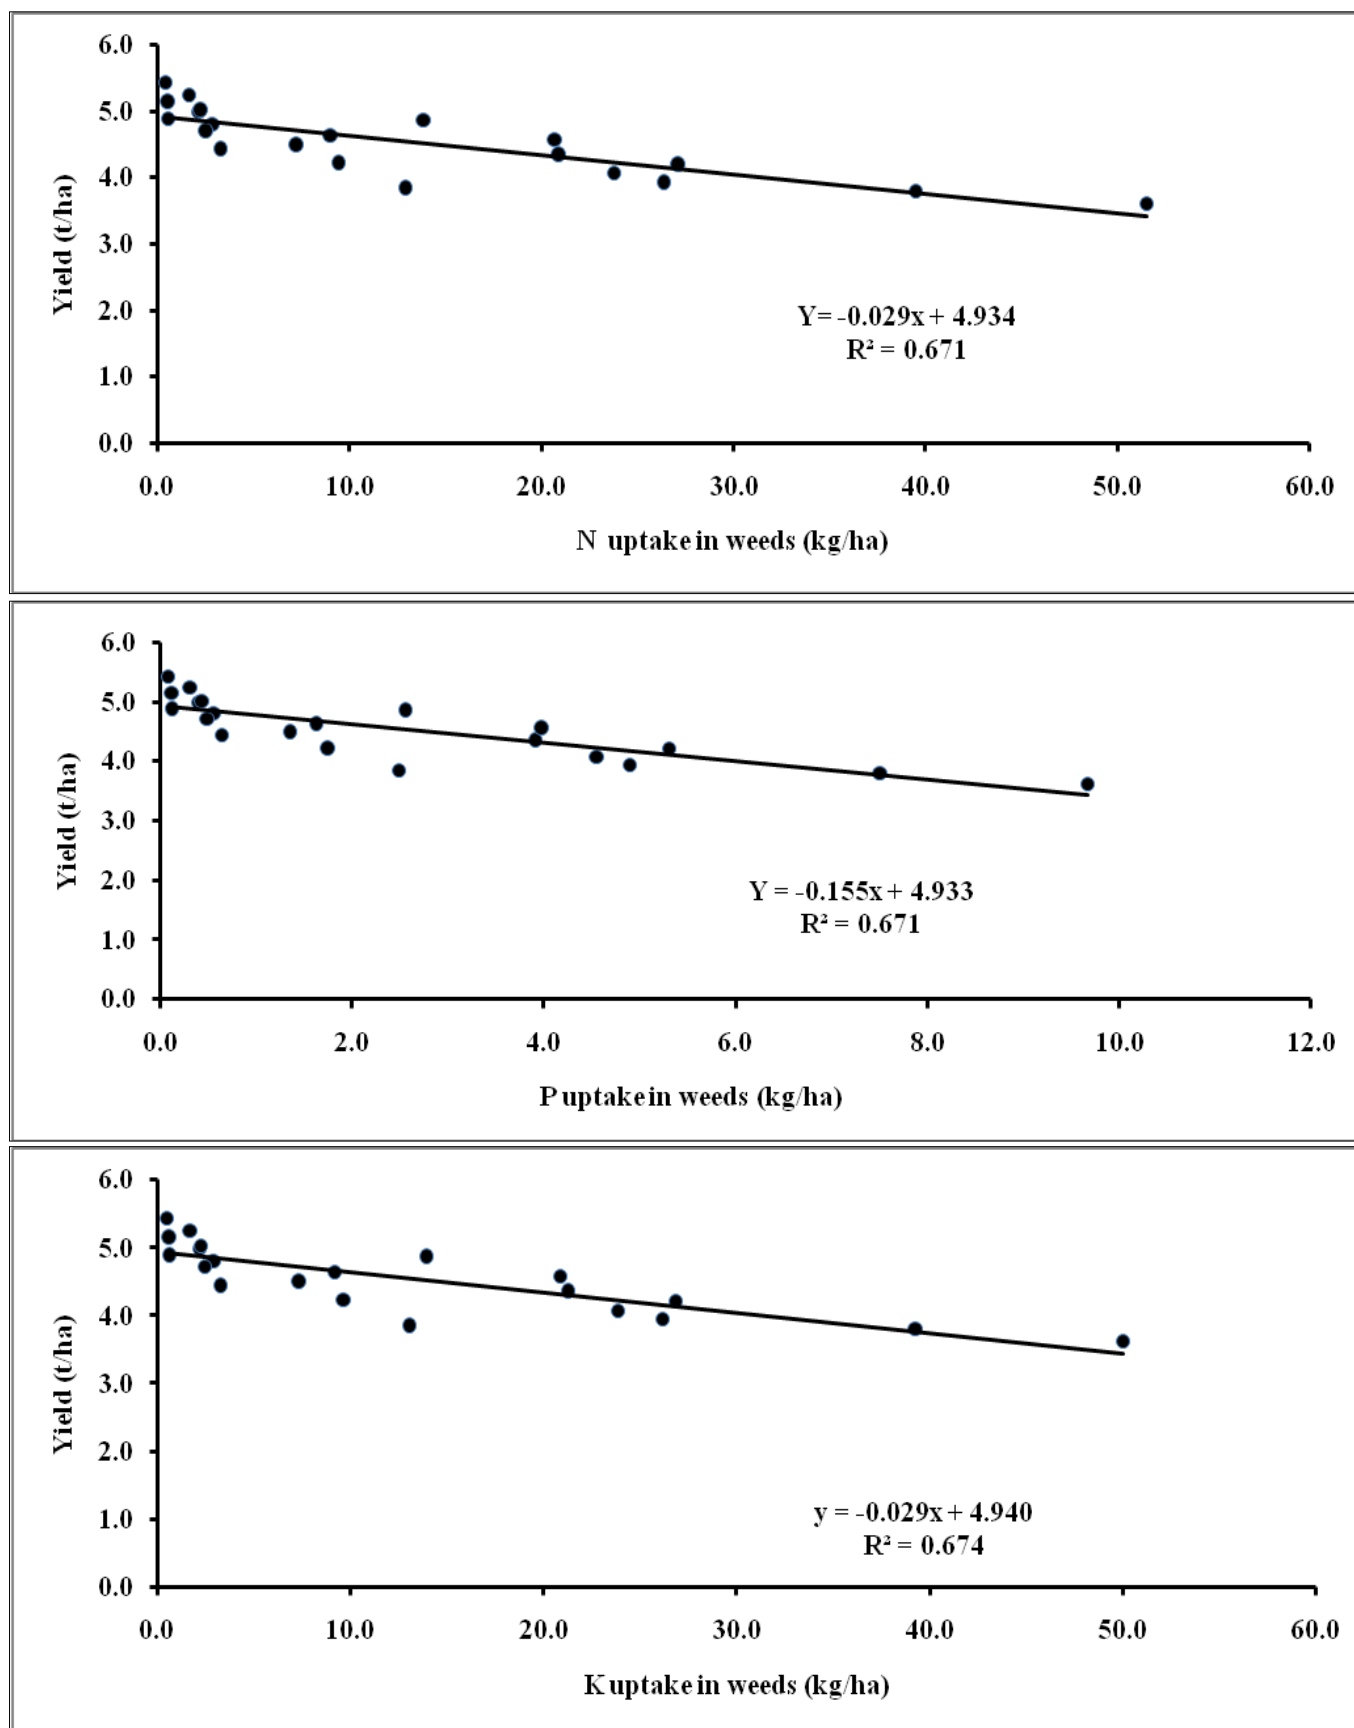 6.0
5.0
4.0
3.0
2.0
1.0
0.0
Yield (t/ha)
Y= -0.029x + 4.934
R² = 0.671
0.0 10.0 20.0 30.0 40.0 50.0 60.0
N uptake in weeds (kg/ha)
6.0
5.0
4.0
3.0
2.0
1.0
0.0
Yield (t/ha)
Y = -0.155x + 4.933
R² = 0.671
0.0 2.0 4.0 6.0 8.0 10.0 12.0
P uptake in weeds (kg/ha)
6.0
5.0
4.0
3.0
2.0
1.0
0.0
Yield (t/ha)
y = -0.029x + 4.940
R² = 0.674
0.0 10.0 20.0 30.0 40.0 50.0 60.0
K uptake in weeds (kg/ha)